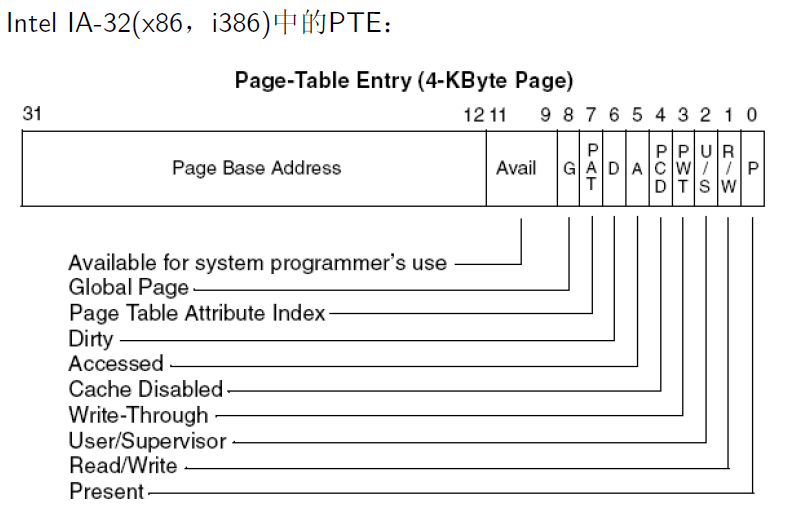 Intel IA-32(x86，i386)中的PTE：
Page-Table Entry (4-KByte Page)
31 12 11 9 8 7 6 5 4 3 2 1 0
Page Base Address Avail G PAT D A PCD PWT U/S R/W P
Available for system programmer's use
Global Page
Page Table Attribute Index
Dirty
Accessed
Cache Disabled
Write-Through
User/Supervisor
Read/Write
Present